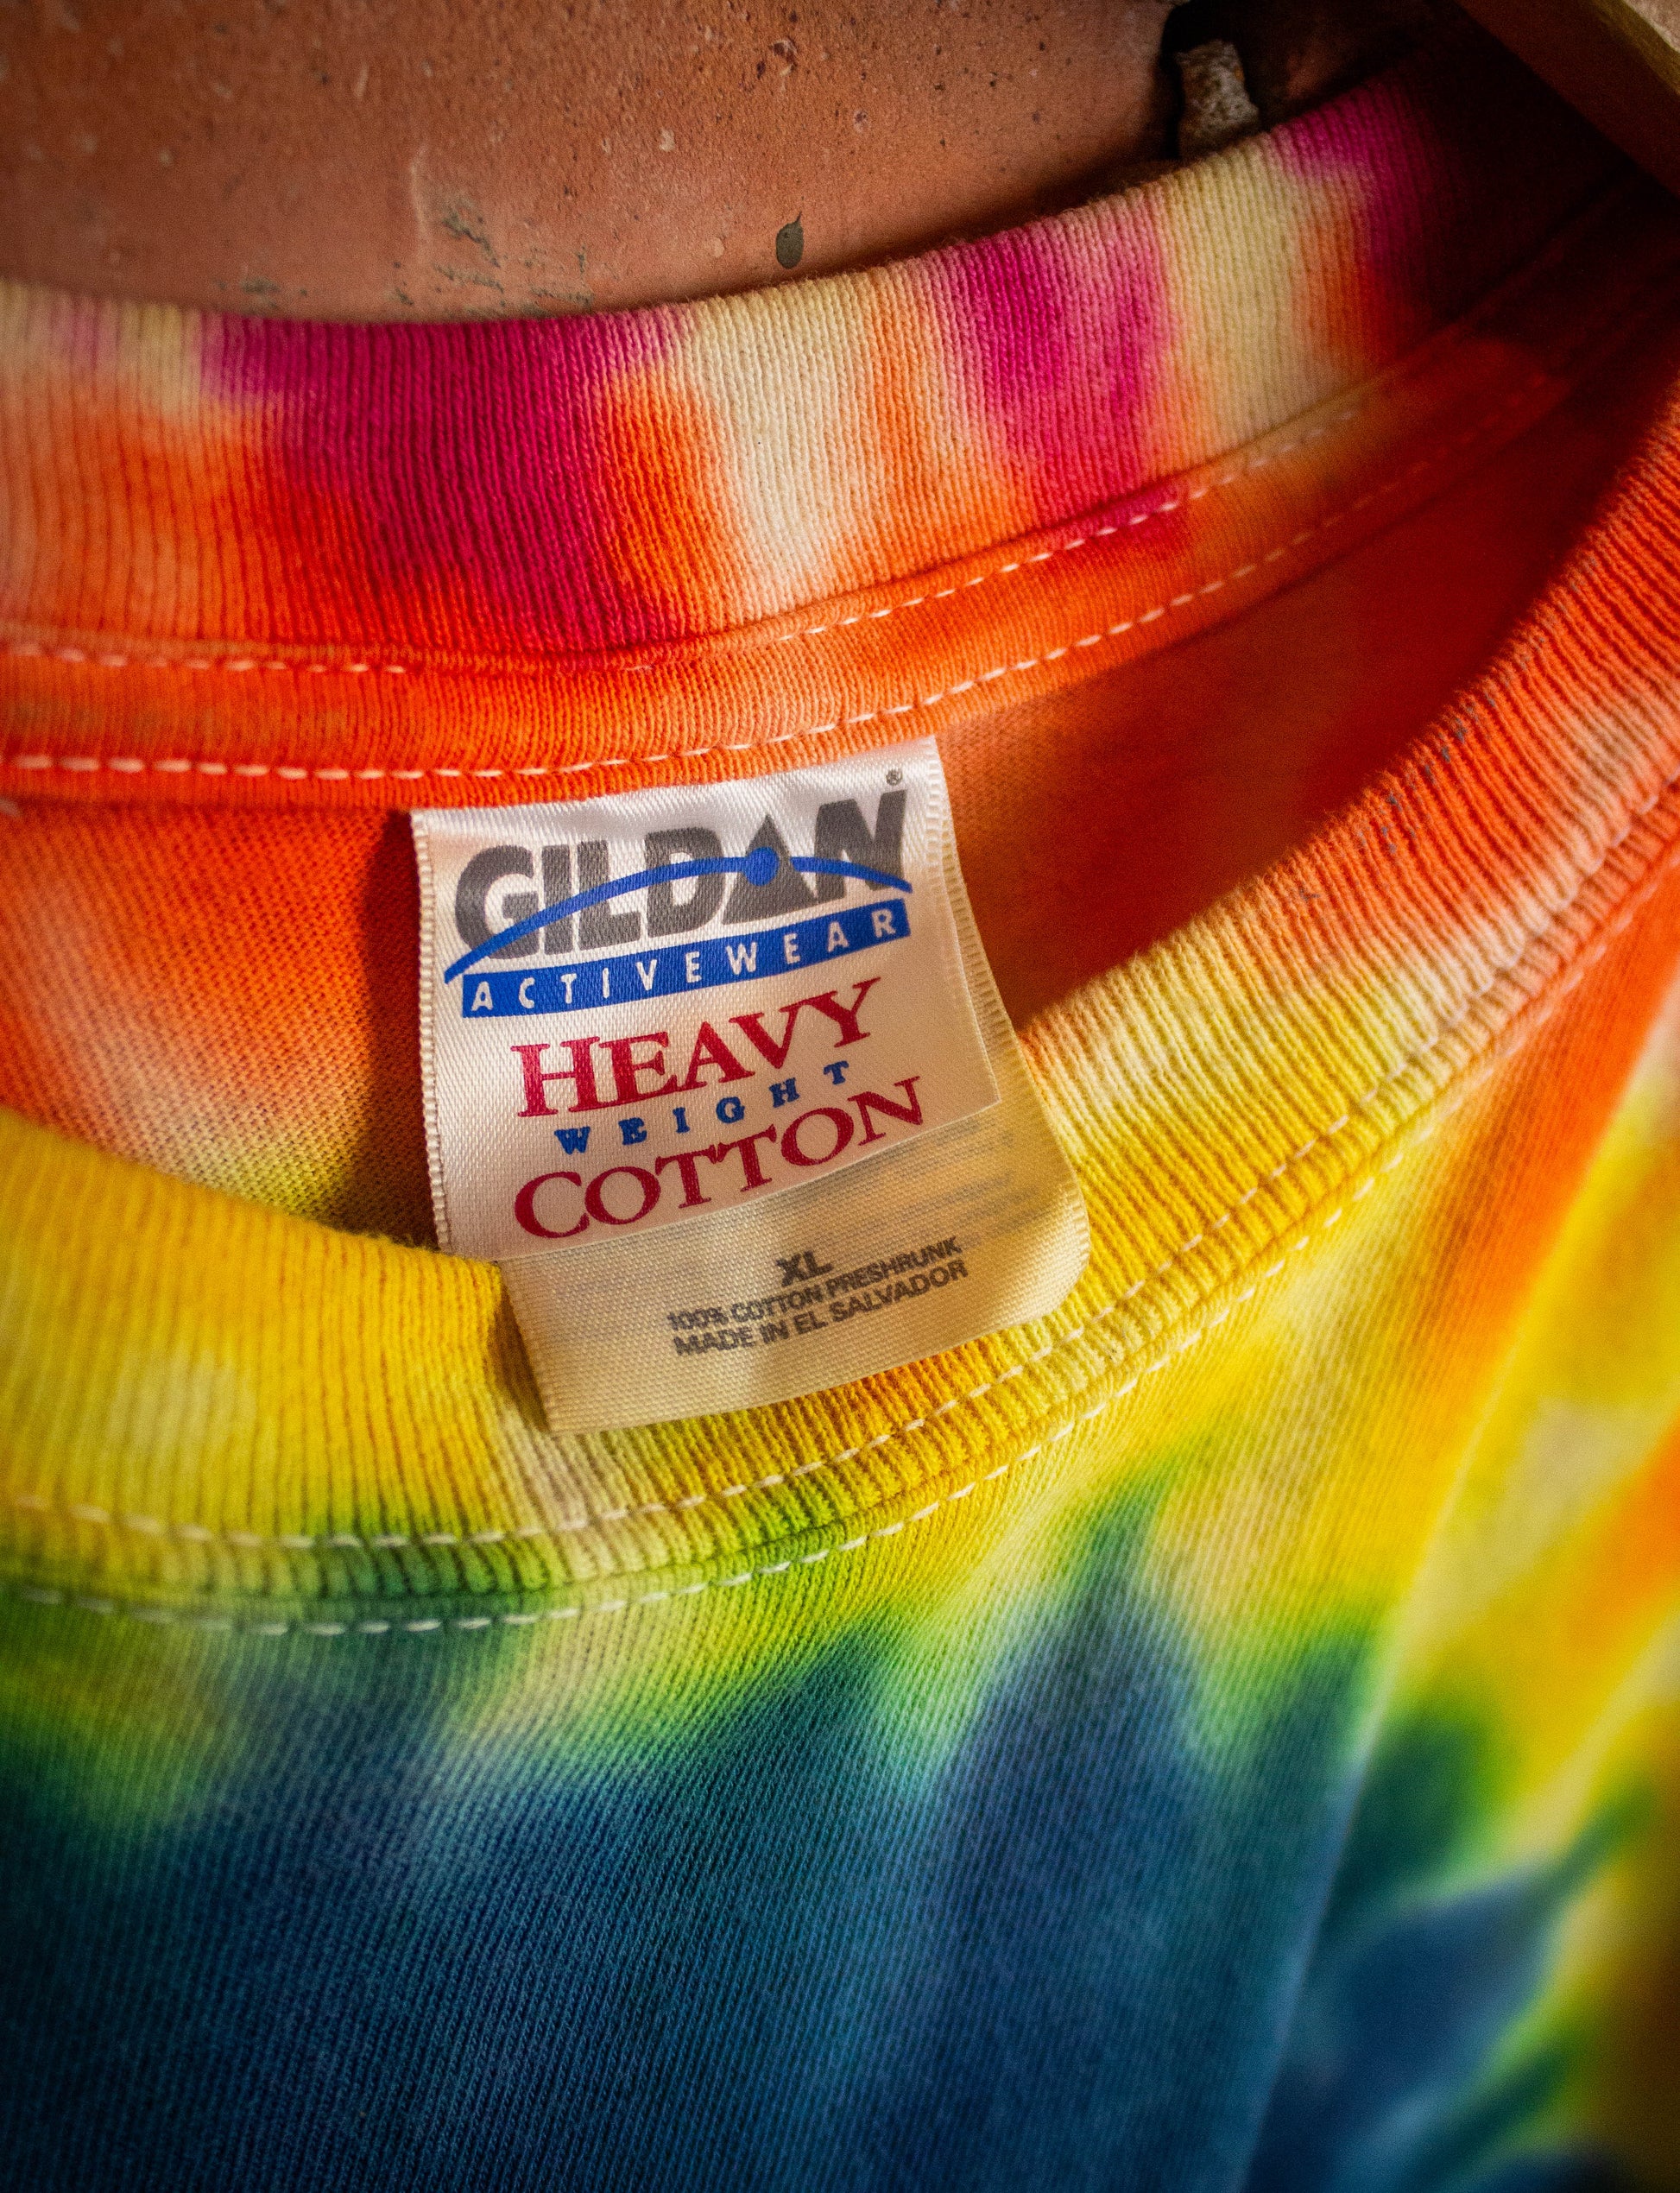 GILDAN®
ACTIVEWEAR
HEAVY
WEIGHT
COTTON
XL
100% COTTON PRESHRUNK
MADE IN EL SALVADOR